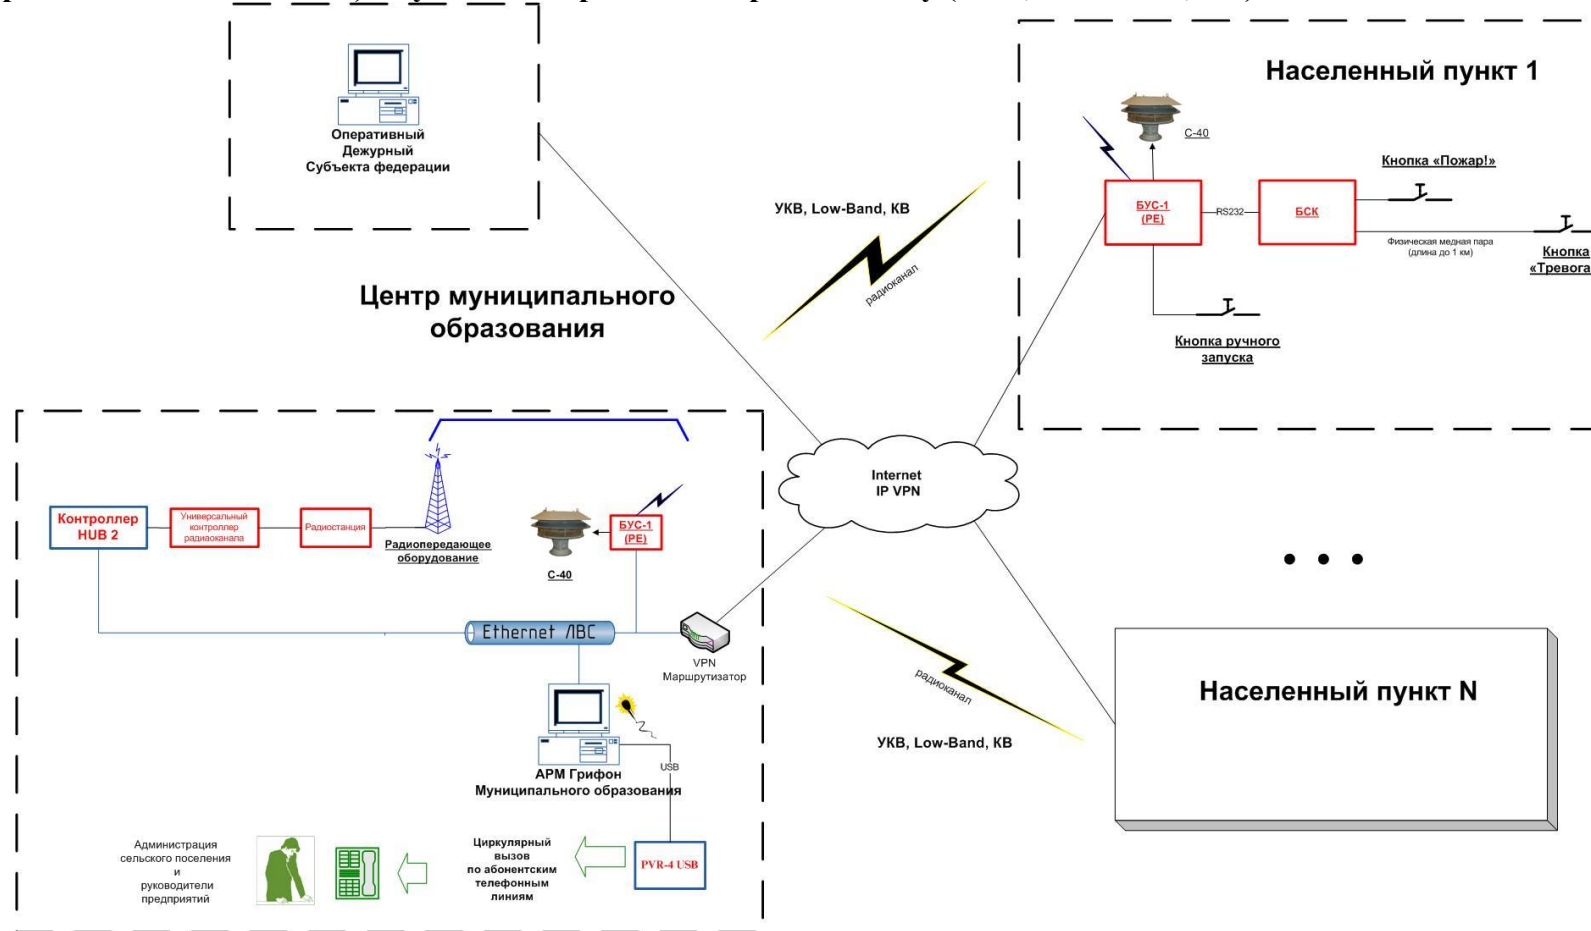 Оперативный
Дежурный
Субъекта федерации
Населенный пункт 1
С-40
Кнопка «Пожар!»
БУС-1
(РЕ)
RS232
БСК
Физическая медная пара
(длина до 1 км)
Кнопка
«Тревога
Кнопка ручного
запуска
УКВ, Low-Band, КВ
радиоканал
Центр муниципального
образования
Internet
IP VPN
Контроллер
HUB 2
Универсальный
контроллер
радиоканала
Радиостанция
Радиопередающее
оборудование
С-40
БУС-1
(РЕ)
Ethernet ЛВС
VPN
Маршрутизатор
АРМ Грифон
Муниципального образования
USB
PVR-4 USB
Циркулярный
вызов
по абонентским
телефонным
линиям
Администрация
сельского поселения
и
руководители
предприятий
радиоканал
УКВ, Low-Band, КВ
• • •
Населенный пункт N